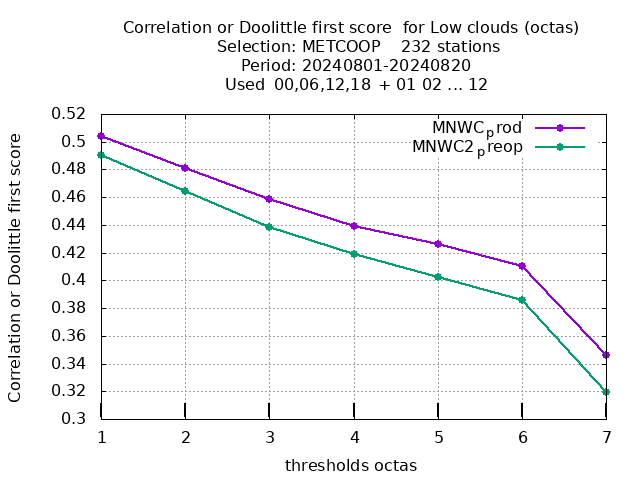 Correlation or Doolittle first score  for Low clouds (octas)
Selection: METCOOP    232 stations
Period: 20240801-20240820
Used  00,06,12,18 + 01 02 ... 12
MNWCprod
MNWC2preop
Correlation or Doolittle first score
0.52
0.5
0.48
0.46
0.44
0.42
0.4
0.38
0.36
0.34
0.32
0.3
1 2 3 4 5 6 7
thresholds octas